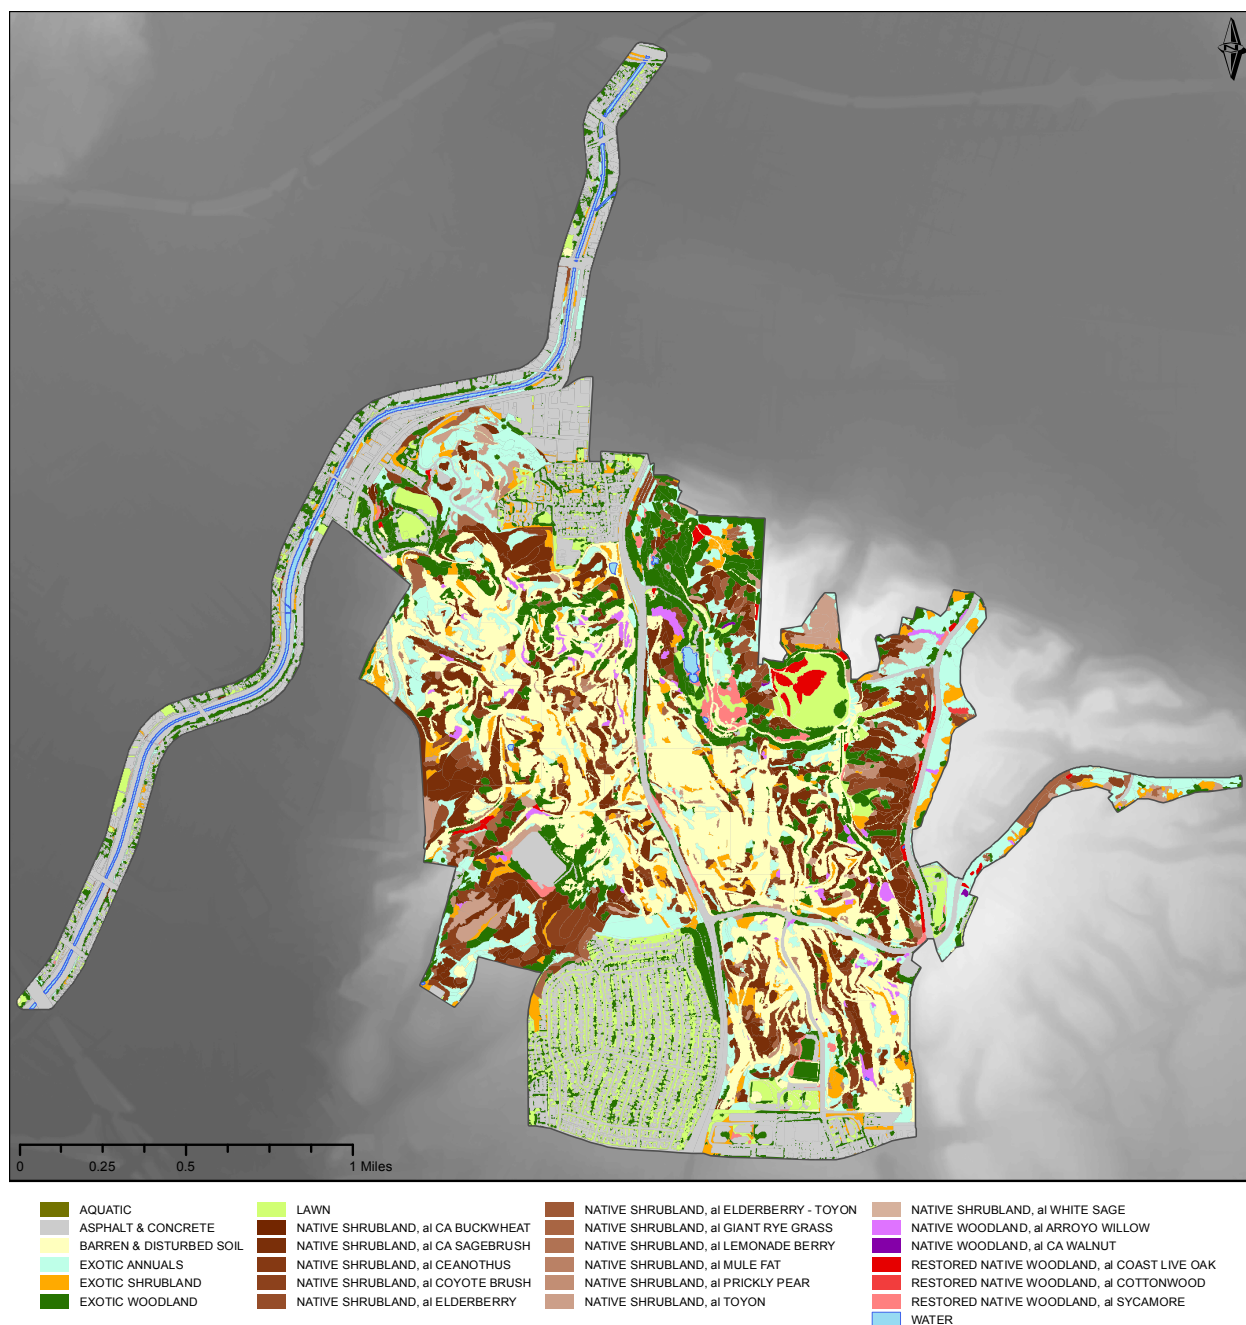 N
0 0.25 0.5 1 Miles
AQUATIC
ASPHALT & CONCRETE
BARREN & DISTURBED SOIL
EXOTIC ANNUALS
EXOTIC SHRUBLAND
EXOTIC WOODLAND
LAWN
NATIVE SHRUBLAND, al CA BUCKWHEAT
NATIVE SHRUBLAND, al CA SAGEBRUSH
NATIVE SHRUBLAND, al CEANOTHUS
NATIVE SHRUBLAND, al COYOTE BRUSH
NATIVE SHRUBLAND, al ELDERBERRY
NATIVE SHRUBLAND, al ELDERBERRY - TOYON
NATIVE SHRUBLAND, al GIANT RYE GRASS
NATIVE SHRUBLAND, al LEMONADE BERRY
NATIVE SHRUBLAND, al MULE FAT
NATIVE SHRUBLAND, al PRICKLY PEAR
NATIVE SHRUBLAND, al TOYON
NATIVE SHRUBLAND, al WHITE SAGE
NATIVE WOODLAND, al ARROYO WILLOW
NATIVE WOODLAND, al CA WALNUT
RESTORED NATIVE WOODLAND, al COAST LIVE OAK
RESTORED NATIVE WOODLAND, al COTTONWOOD
RESTORED NATIVE WOODLAND, al SYCAMORE
WATER